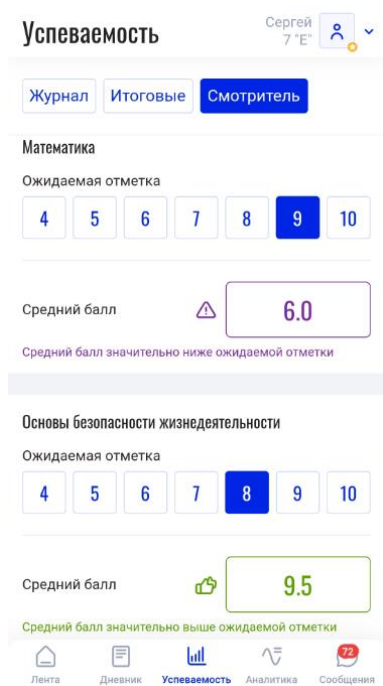 Успеваемость
Сергей
7 "Е"
Журнал Итоговые Смотритель
Математика
Ожидаемая отметка
4 5 6 7 8 9 10
Средний балл 6.0
Средний балл значительно ниже ожидаемой отметки
Основы безопасности жизнедеятельности
Ожидаемая отметка
4 5 6 7 8 9 10
Средний балл 9.5
Средний балл значительно выше ожидаемой отметки
72
Лента Дневник Успеваемость Аналитика Сообщения